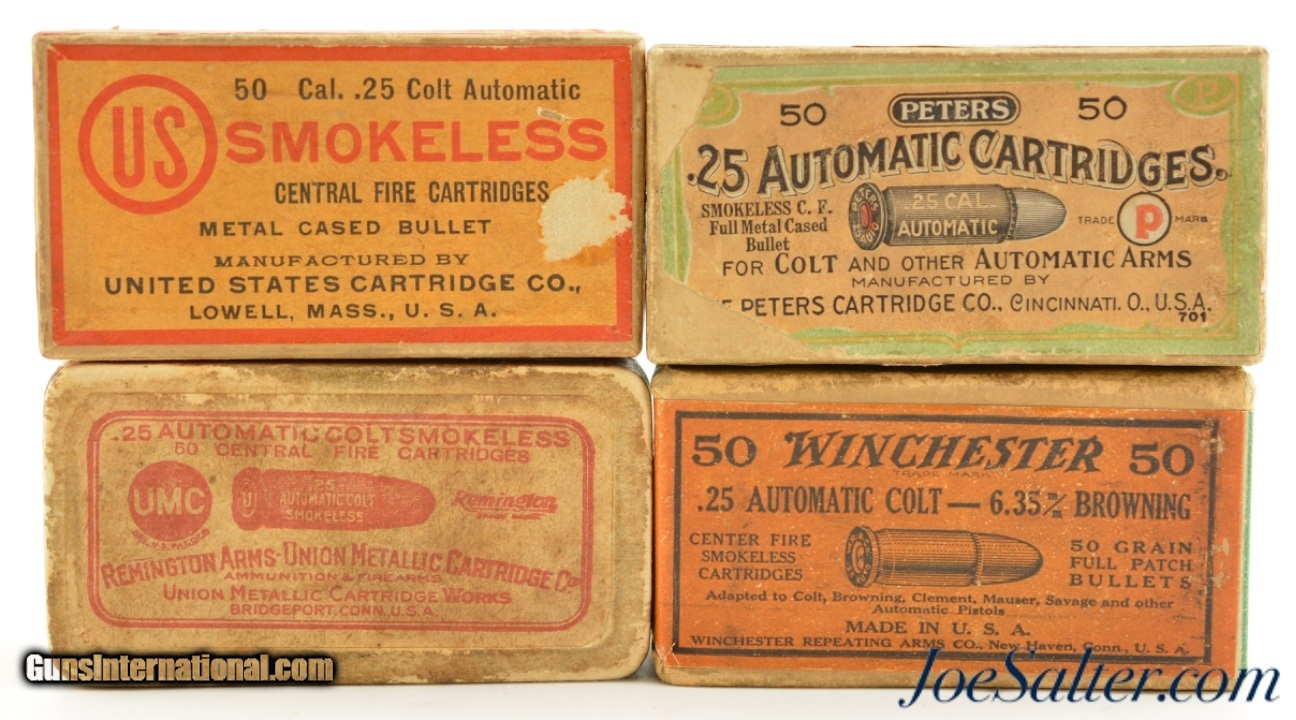 50 Cal. .25 Colt Automatic
US
SMOKELESS
CENTRAL FIRE CARTRIDGES
METAL CASED BULLET
MANUFACTURED BY
UNITED STATES CARTRIDGE CO.,
LOWELL, MASS., U. S. A.
50 PETERS 50
.25 AUTOMATIC CARTRIDGES.
SMOKELESS C. F.
Full Metal Cased
Bullet
PETERS
.25 CAL.
AUTOMATIC
TRADE P MARK
FOR COLT AND OTHER AUTOMATIC ARMS
MANUFACTURED BY
E PETERS CARTRIDGE CO., CINCINNATI. O., U.S.A.
701
.25 AUTOMATIC COLT SMOKELESS
50 CENTRAL FIRE CARTRIDGES
UMC
U
.25
AUTOMATIC COLT
SMOKELESS
Remington
REMINGTON ARMS-UNION METALLIC CARTRIDGE Co
AMMUNITION & FIREARMS
UNION METALLIC CARTRIDGE WORKS
BRIDGEPORT, CONN. U.S.A.
50 WINCHESTER 50
TRADE MARK
.25 AUTOMATIC COLT — 6.35 m/m BROWNING
CENTER FIRE
SMOKELESS
CARTRIDGES
50 GRAIN
FULL PATCH
BULLETS
Adapted to Colt, Browning, Clement, Mauser, Savage and other
Automatic Pistols
MADE IN U. S. A.
WINCHESTER REPEATING ARMS CO., New Haven, Conn., U. S. A.
GunsInternational.com
JoeSalter.com